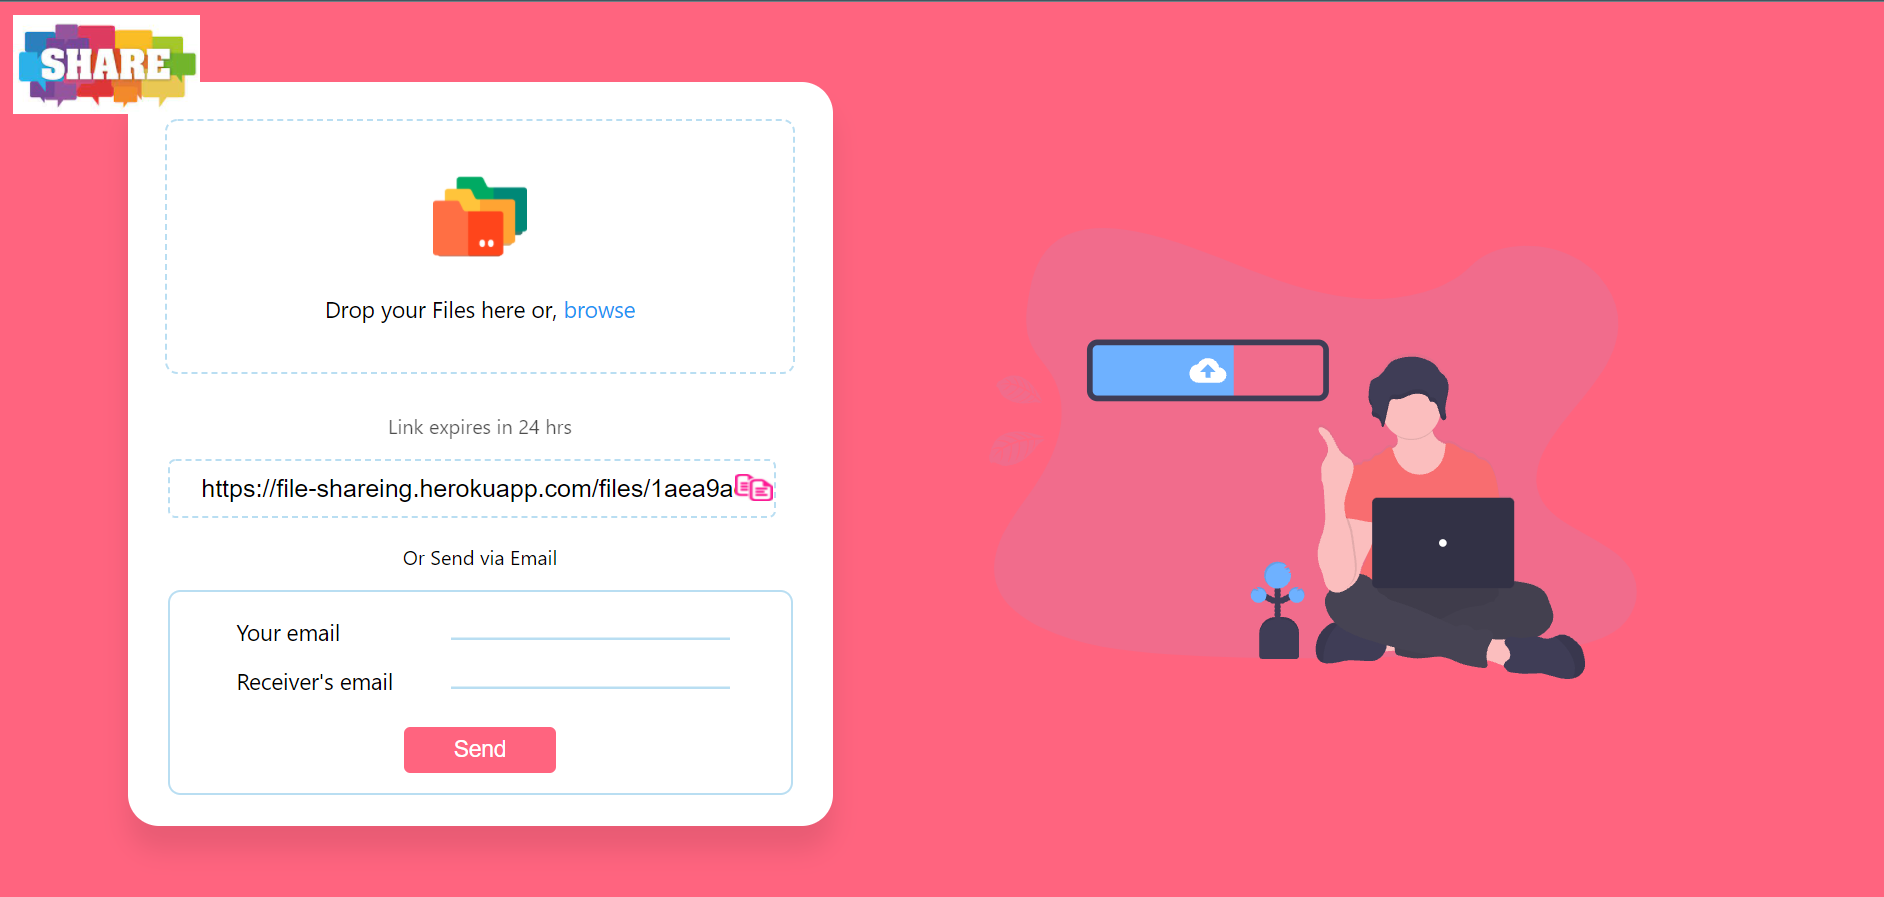 SHARE
Drop your Files here or, browse
Link expires in 24 hrs
https://file-shareing.herokuapp.com/files/1aea9a
Or Send via Email
Your email
Receiver's email
Send